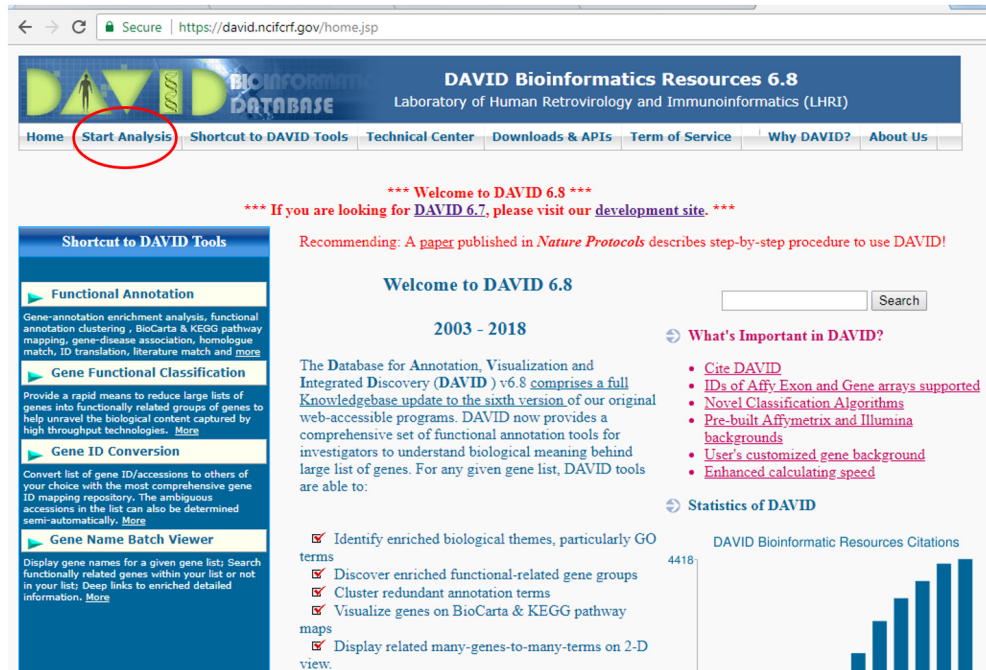 Secure | https://david.ncifcrf.gov/home.jsp
DAVID BIOINFORMATICS
DATABASE
DAVID Bioinformatics Resources 6.8
Laboratory of Human Retrovirology and Immunoinformatics (LHRI)
Home Start Analysis Shortcut to DAVID Tools Technical Center Downloads & APIs Term of Service Why DAVID? About Us
*** Welcome to DAVID 6.8 ***
*** If you are looking for DAVID 6.7, please visit our development site. ***
Shortcut to DAVID Tools
Functional Annotation
Gene-annotation enrichment analysis, functional
annotation clustering , BioCarta & KEGG pathway
mapping, gene-disease association, homologue
match, ID translation, literature match and more
Gene Functional Classification
Provide a rapid means to reduce large lists of
genes into functionally related groups of genes to
help unravel the biological content captured by
high throughput technologies. More
Gene ID Conversion
Convert list of gene ID/accessions to others of
your choice with the most comprehensive gene
ID mapping repository. The ambiguous
accessions in the list can also be determined
semi-automatically. More
Gene Name Batch Viewer
Display gene names for a given gene list; Search
functionally related genes within your list or not
in your list; Deep links to enriched detailed
information. More
Recommending: A paper published in Nature Protocols describes step-by-step procedure to use DAVID!
Welcome to DAVID 6.8
2003 - 2018
The Database for Annotation, Visualization and
Integrated Discovery (DAVID ) v6.8 comprises a full
Knowledgebase update to the sixth version of our original
web-accessible programs. DAVID now provides a
comprehensive set of functional annotation tools for
investigators to understand biological meaning behind
large list of genes. For any given gene list, DAVID tools
are able to:
Identify enriched biological themes, particularly GO
terms
Discover enriched functional-related gene groups
Cluster redundant annotation terms
Visualize genes on BioCarta & KEGG pathway
maps
Display related many-genes-to-many-terms on 2-D
view.
Search
What's Important in DAVID?
Cite DAVID
IDs of Affy Exon and Gene arrays supported
Novel Classification Algorithms
Pre-built Affymetrix and Illumina
backgrounds
User's customized gene background
Enhanced calculating speed
Statistics of DAVID
DAVID Bioinformatic Resources Citations
4418